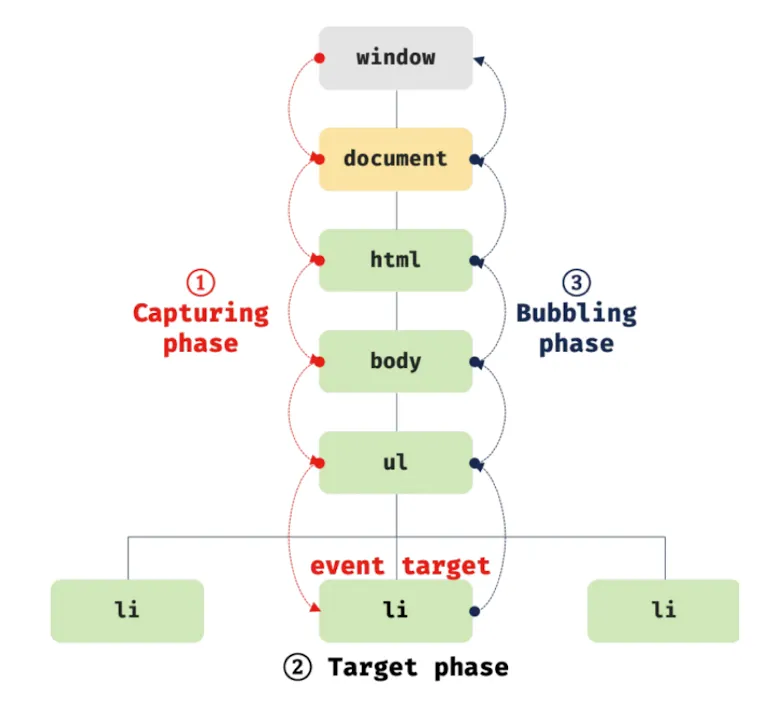 window
document
html
①
Capturing
phase
③
Bubbling
phase
body
ul
event target
li
li
li
② Target phase